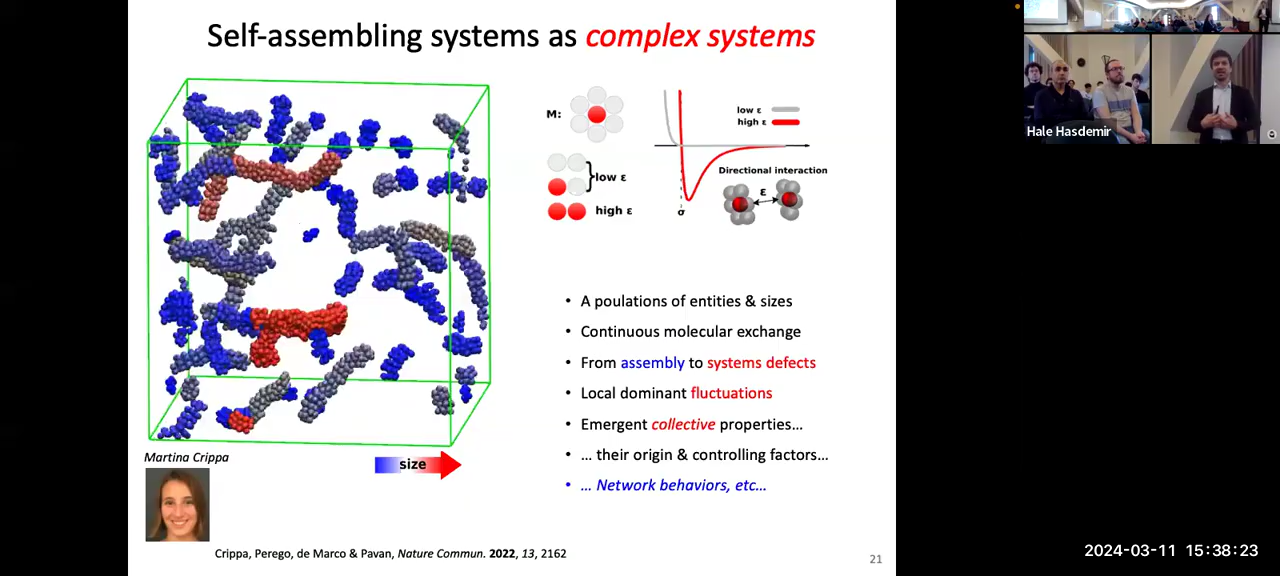 Self-assembling systems as complex systems
M:
low ε
high ε
low ε
high ε
Directional interaction
ε
σ
• A poulations of entities & sizes
• Continuous molecular exchange
• From assembly to systems defects
• Local dominant fluctuations
• Emergent collective properties...
• ... their origin & controlling factors...
• ... Network behaviors, etc...
Martina Crippa
size
Crippa, Perego, de Marco & Pavan, Nature Commun. 2022, 13, 2162
21
Hale Hasdemir
2024-03-11 15:38:23